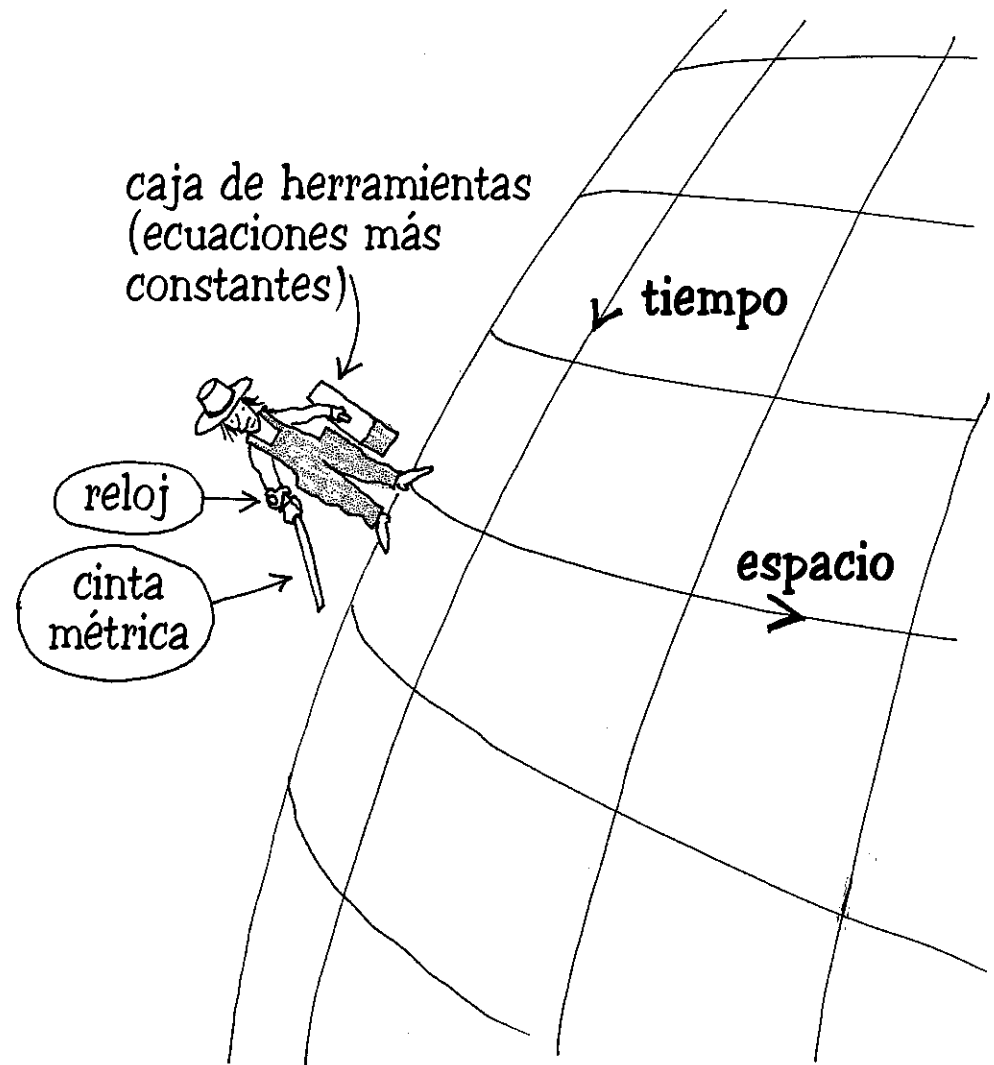 caja de herramientas
(ecuaciones más
constantes)
tiempo
reloj
espacio
cinta
métrica